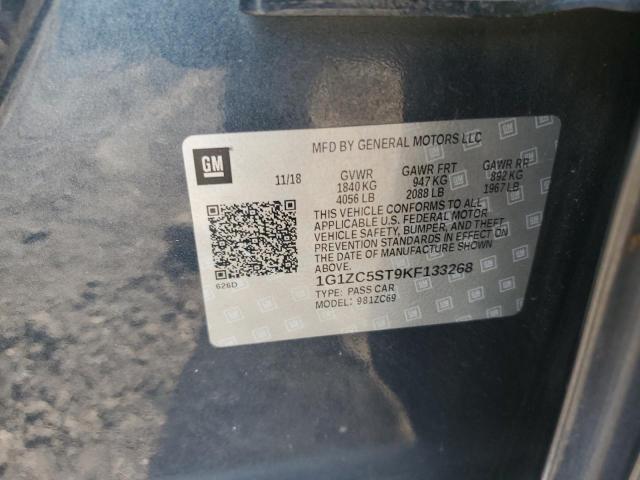 GM
MFD BY GENERAL MOTORS LLC
11/18 GVWR GAWR FRT GAWR RR
1840 KG 947 KG 892 KG
4056 LB 2088 LB 1967 LB
THIS VEHICLE CONFORMS TO ALL
APPLICABLE U.S. FEDERAL MOTOR
VEHICLE SAFETY, BUMPER, AND THEFT
PREVENTION STANDARDS IN EFFECT ON
THE DATE OF MANUFACTURE SHOWN
ABOVE.
626D
1G1ZC5ST9KF133268
TYPE: PASS CAR
MODEL: 981ZC69